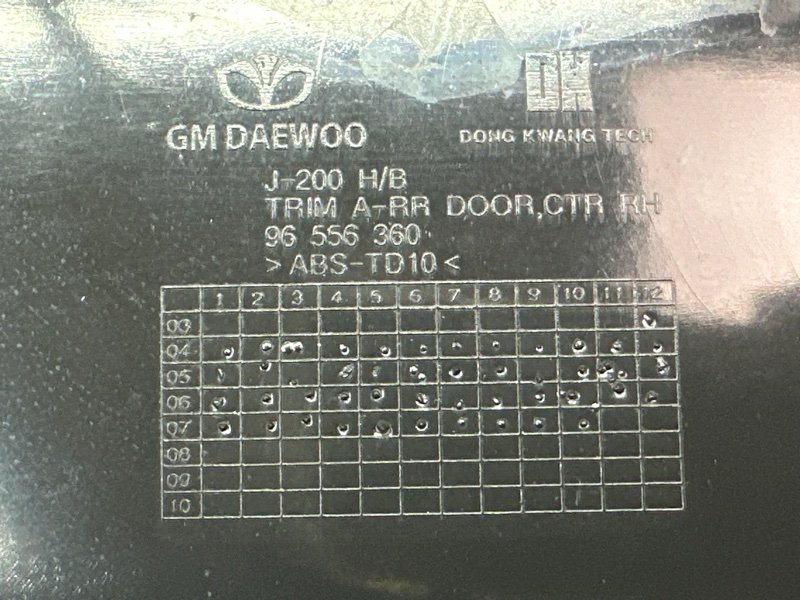 DK
GM DAEWOO
DONG KWANG TECH
J-200 H/B
TRIM A-RR DOOR,CTR RH
96 556 360
>ABS-TD10<
1 2 3 4 5 6 7 8 9 10 11 12
03
04
05
06
07
08
09
10